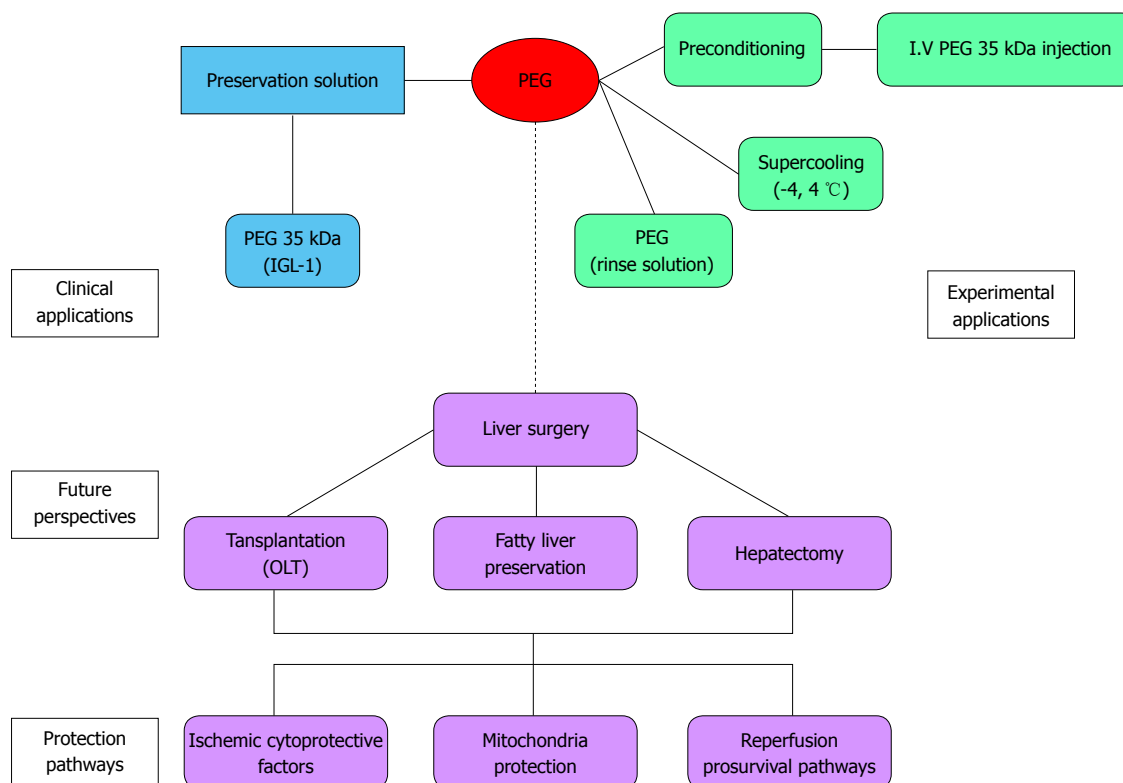 Preconditioning
I.V PEG 35 kDa injection
Preservation solution
PEG
Supercooling
(-4, 4 ℃)
PEG 35 kDa
(IGL-1)
PEG
(rinse solution)
Clinical
applications
Experimental
applications
Liver surgery
Future
perspectives
Tansplantation
(OLT)
Fatty liver
preservation
Hepatectomy
Protection
pathways
Ischemic cytoprotective
factors
Mitochondria
protection
Reperfusion
prosurvival pathways